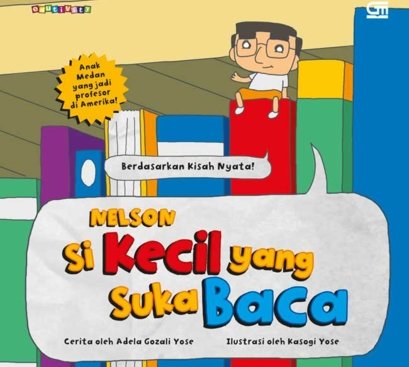 GM
Anak
Medan
yang jadi
profesor
di Amerika!
Berdasarkan Kisah Nyata!
NELSON
Si Kecil yang
Suka Baca
Cerita oleh Adela Gozali Yose
Ilustrasi oleh Kasogi Yose